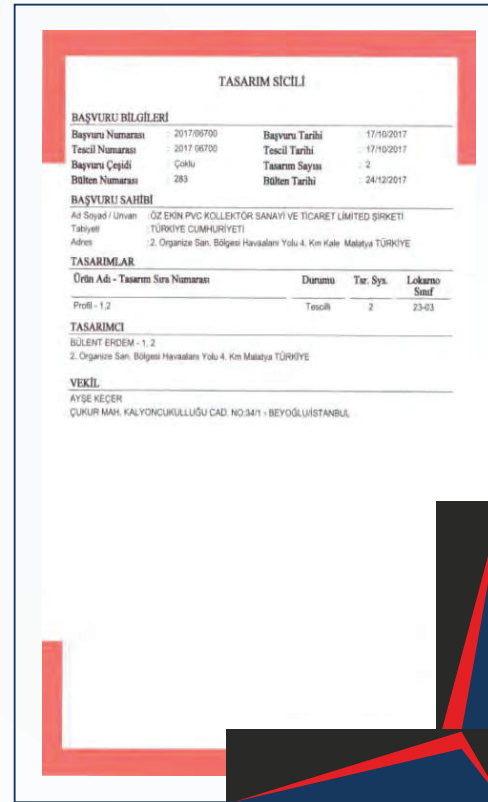 TASARIM SİCİLİ
BAŞVURU BİLGİLERİ
Başvuru Numarası : 2017/06700 Başvuru Tarihi : 17/10/2017
Tescil Numarası : 2017 06700 Tescil Tarihi : 17/10/2017
Başvuru Çeşidi : Çoklu Tasarım Sayısı : 2
Bülten Numarası : 283 Bülten Tarihi : 24/12/2017
BAŞVURU SAHİBİ
Ad Soyad / Unvan : ÖZ EKİN PVC KOLLEKTÖR SANAYİ VE TİCARET LİMİTED ŞİRKETİ
Tabiyeti : TÜRKİYE CUMHURİYETİ
Adres : 2. Organize San. Bölgesi Havaalanı Yolu 4. Km Kale Malatya TÜRKİYE
TASARIMLAR
Ürün Adı - Tasarım Sıra Numarası Durumu Tar. Sys. Lokarno Sınıf
Profil - 1,2 Tescilli 2 23-03
TASARIMCI
BÜLENT ERDEM - 1, 2
2. Organize San. Bölgesi Havaalanı Yolu 4. Km Malatya TÜRKİYE
VEKİL
AYŞE KEÇER
ÇUKUR MAH. KALYONCUKULLUĞU CAD. NO:34/1 - BEYOĞLU/İSTANBUL